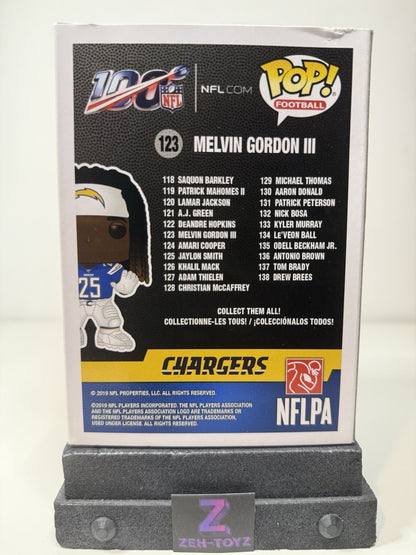 100 NFL
NFL.COM
POP!
FOOTBALL
123 MELVIN GORDON III
118 SAQUON BARKLEY
119 PATRICK MAHOMES II
120 LAMAR JACKSON
121 A.J. GREEN
122 DeANDRE HOPKINS
123 MELVIN GORDON III
124 AMARI COOPER
125 JAYLON SMITH
126 KHALIL MACK
127 ADAM THIELEN
128 CHRISTIAN McCAFFREY
129 MICHAEL THOMAS
130 AARON DONALD
131 PATRICK PETERSON
132 NICK BOSA
133 KYLER MURRAY
134 LE'VEON BALL
135 ODELL BECKHAM JR.
136 ANTONIO BROWN
137 TOM BRADY
138 DREW BREES
25
COLLECT THEM ALL!
COLLECTIONNE-LES TOUS! / ¡COLECCIÓNALOS TODOS!
CHARGERS
© 2019 NFL PROPERTIES, LLC. ALL RIGHTS RESERVED.
©2019 NFL PLAYERS INCORPORATED. THE NFL PLAYERS ASSOCIATION
AND THE NFL PLAYERS ASSOCIATION LOGO ARE TRADEMARKS OR
REGISTERED TRADEMARKS OF THE NFL PLAYERS ASSOCIATION,
USED UNDER LICENSE. ALL RIGHTS RESERVED.
NFLPA
Z
ZEH-TOYZ